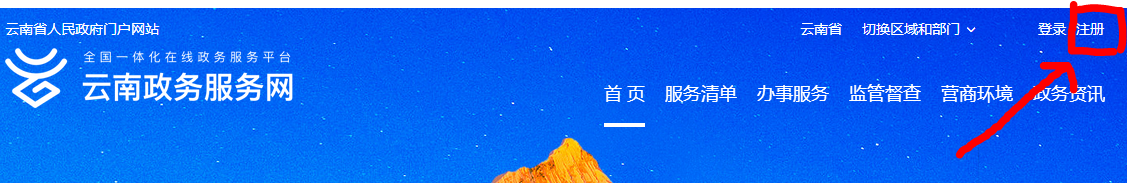 云南省人民政府门户网站
云南省 切换区域和部门
登录 注册
全国一体化在线政务服务平台
云南政务服务网
首 页 服务清单 办事服务 监管督查 营商环境 政务资讯